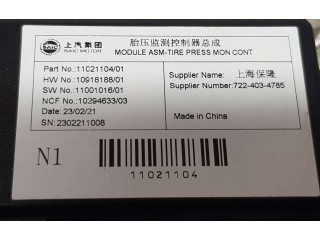 上汽集团
SAIC MOTOR
胎压监测控制器总成
MODULE ASM-TIRE PRESS MON CONT
Part No.:11021104/01
HW No.:10918188/01
SW No.:11001016/01
NCF No.:10294633/03
Date: 23/02/21
SN: 2302211008
Supplier Name: 上海保隆
Supplier Number:722-403-4785
Made in China
N1
11021104